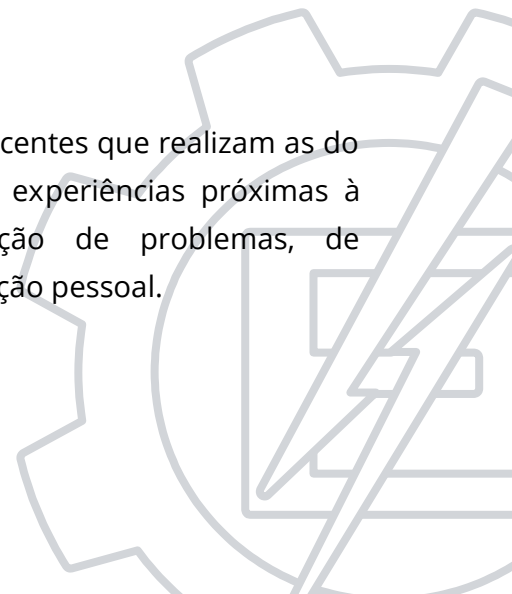 centes que realizam as do
experiências próximas à
ção de problemas, de
ção pessoal.